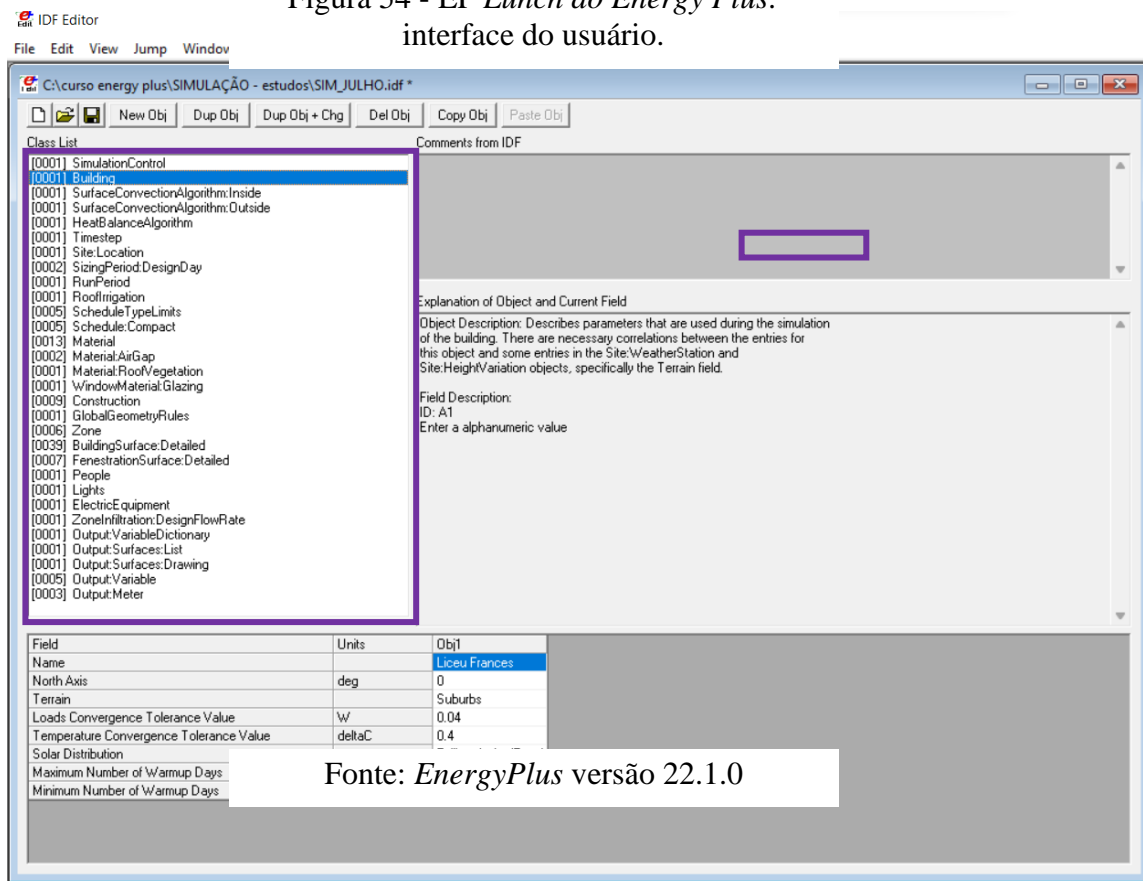 Figura 34 - EP Lunch do Energy Plus:
interface do usuário.
IDF Editor
File Edit View Jump Window
C:\curso energy plus\SIMULAÇÃO - estudos\SIM_JULHO.idf *
New Obj Dup Obj Dup Obj + Chg Del Obj Copy Obj Paste Obj
Class List
Comments from IDF
[0001] SimulationControl
[0001] Building
[0001] SurfaceConvectionAlgorithm:Inside
[0001] SurfaceConvectionAlgorithm:Outside
[0001] HeatBalanceAlgorithm
[0001] Timestep
[0001] Site:Location
[0002] SizingPeriod:DesignDay
[0001] RunPeriod
[0001] RoofIrrigation
[0005] ScheduleTypeLimits
[0005] Schedule:Compact
[0013] Material
[0002] Material:AirGap
[0001] Material:RoofVegetation
[0001] WindowMaterial:Glazing
[0009] Construction
[0001] GlobalGeometryRules
[0006] Zone
[0039] BuildingSurface:Detailed
[0007] FenestrationSurface:Detailed
[0001] People
[0001] Lights
[0001] ElectricEquipment
[0001] ZoneInfiltration:DesignFlowRate
[0001] Output:VariableDictionary
[0001] Output:Surfaces:List
[0001] Output:Surfaces:Drawing
[0005] Output:Variable
[0003] Output:Meter
Explanation of Object and Current Field
Object Description: Describes parameters that are used during the simulation
of the building. There are necessary correlations between the entries for
this object and some entries in the Site:WeatherStation and
Site:HeightVariation objects, specifically the Terrain field.
Field Description:
ID: A1
Enter a alphanumeric value
Field Units Obj1
Name Liceu Frances
North Axis deg 0
Terrain Suburbs
Loads Convergence Tolerance Value W 0.04
Temperature Convergence Tolerance Value deltaC 0.4
Solar Distribution
Maximum Number of Warmup Days
Minimum Number of Warmup Days
Fonte: EnergyPlus versão 22.1.0